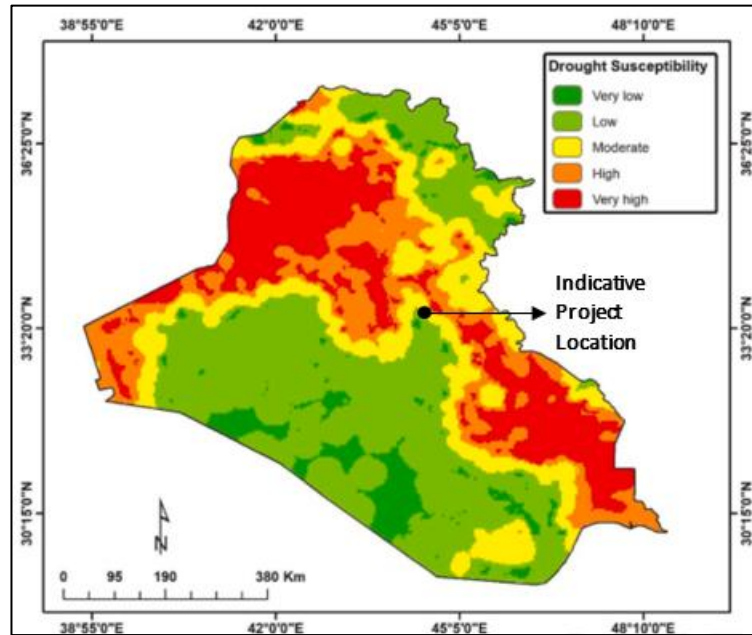 38°55'0"E 42°0'0"E 45°5'0"E 48°10'0"E
Drought Susceptibility
Very low
Low
Moderate
High
Very high
36°25'0"N
36°25'0"N
Indicative
Project
Location
33°20'0"N
33°20'0"N
30°15'0"N
30°15'0"N
N
0 95 190 380 Km
38°55'0"E 42°0'0"E 45°5'0"E 48°10'0"E